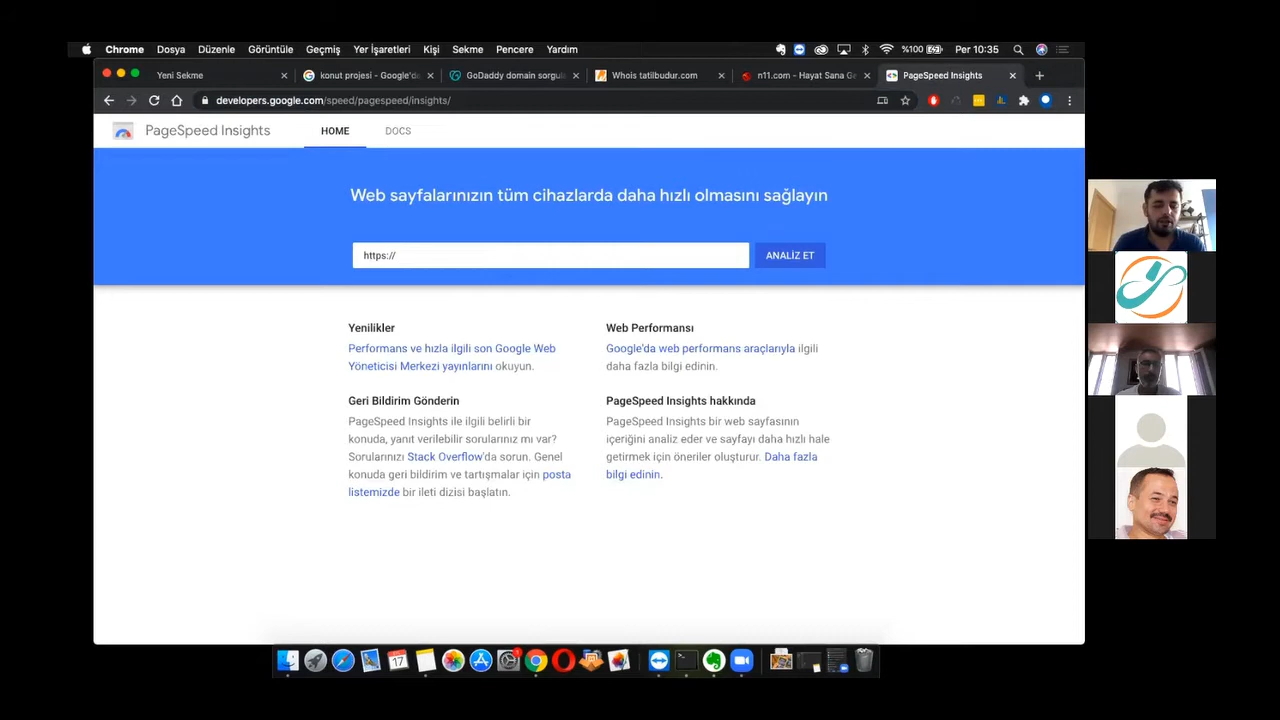 Chrome Dosya Düzenle Görüntüle Geçmiş Yer İşaretleri Kişi Sekme Pencere Yardım %100 Per 10:35
Yeni Sekme konut projesi - Google'da GoDaddy domain sorgul Whois tatilbudur.com n11.com - Hayat Sana Ge PageSpeed Insights
developers.google.com/speed/pagespeed/insights/
PageSpeed Insights HOME DOCS
Web sayfalarınızın tüm cihazlarda daha hızlı olmasını sağlayın
https:// ANALİZ ET
Yenilikler
Performans ve hızla ilgili son Google Web
Yöneticisi Merkezi yayınlarını okuyun.
Web Performansı
Google'da web performans araçlarıyla ilgili
daha fazla bilgi edinin.
Geri Bildirim Gönderin
PageSpeed Insights ile ilgili belirli bir
konuda, yanıt verilebilir sorularınız mı var?
Sorularınızı Stack Overflow'da sorun. Genel
konuda geri bildirim ve tartışmalar için posta
listemizde bir ileti dizisi başlatın.
PageSpeed Insights hakkında
PageSpeed Insights bir web sayfasının
içeriğini analiz eder ve sayfayı daha hızlı hale
getirmek için öneriler oluşturur. Daha fazla
bilgi edinin.
17